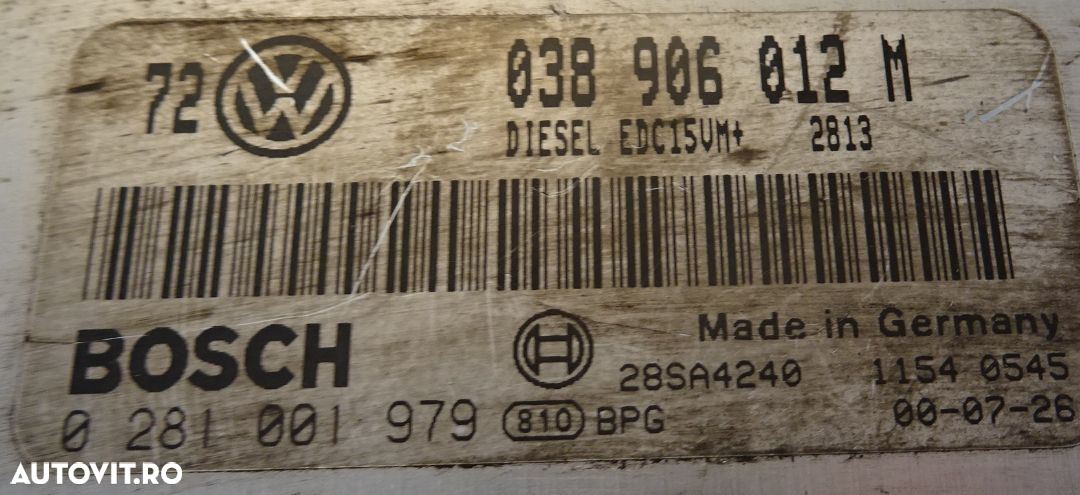 72 VW 038 906 012 M
DIESEL EDC15VM+ 2813
BOSCH
Made in Germany
28SA4240 1154 0545
0 281 001 979 810 BPG 00-07-26
AUTOVIT.RO